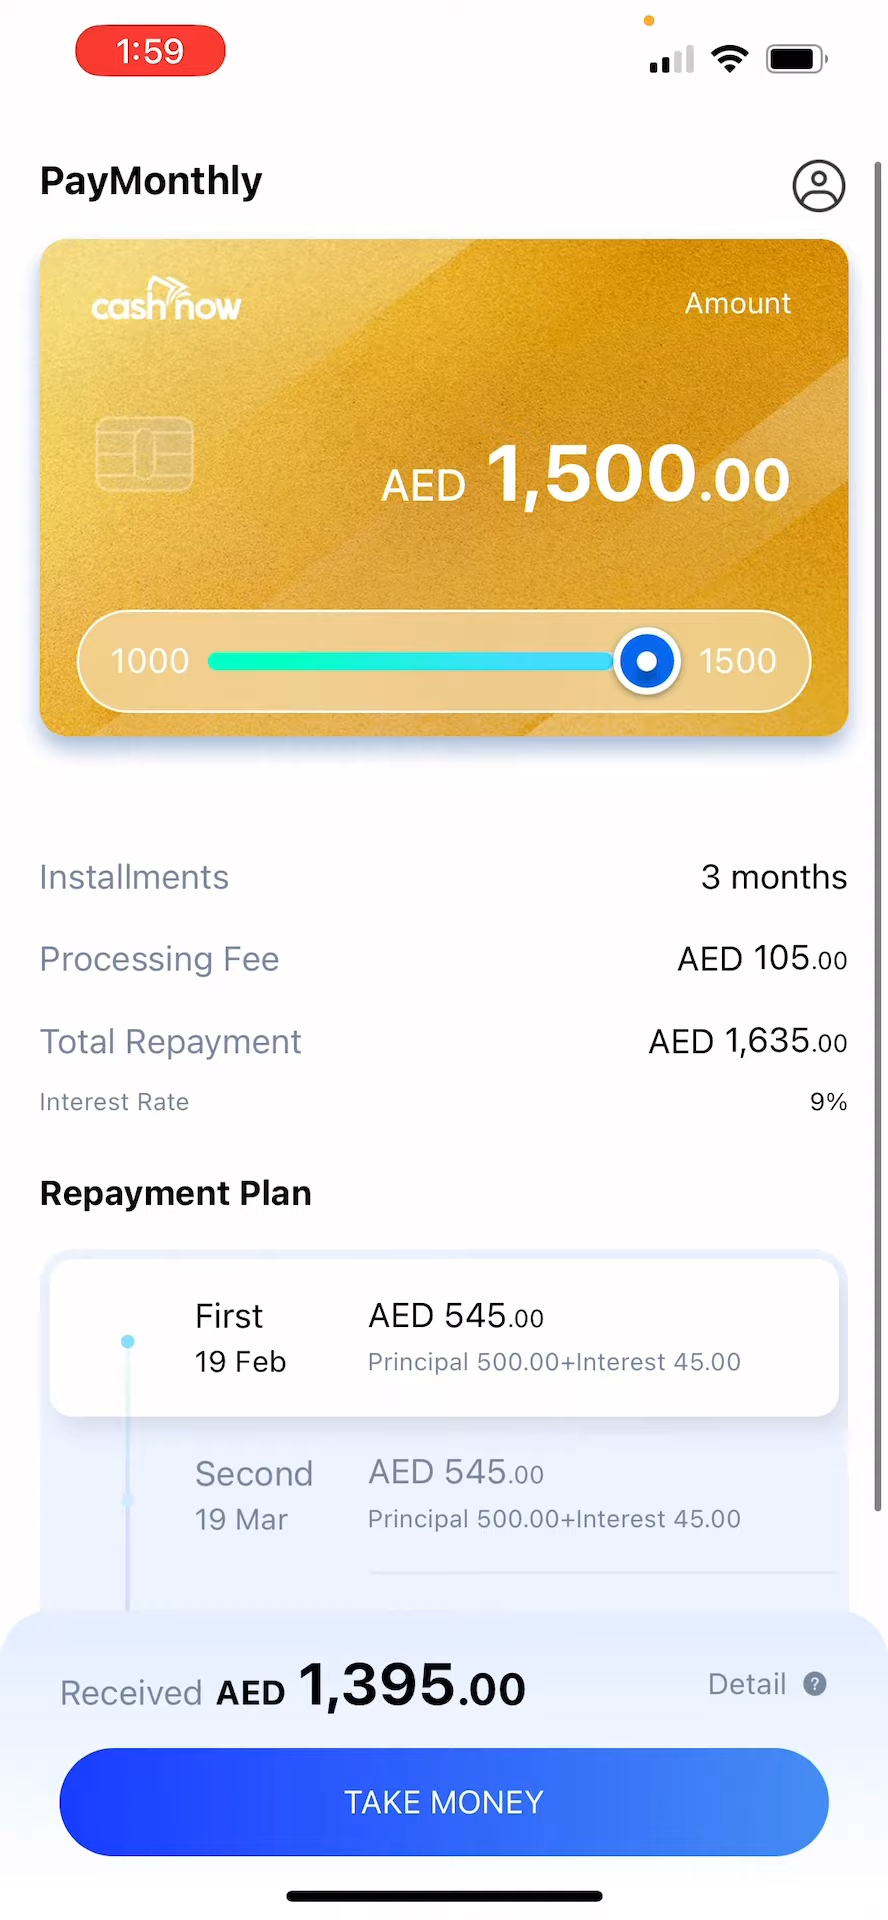 1:59
PayMonthly
cash now
Amount
AED 1,500.00
1000 1500
Installments 3 months
Processing Fee AED 105.00
Total Repayment AED 1,635.00
Interest Rate 9%
Repayment Plan
First AED 545.00
19 Feb Principal 500.00+Interest 45.00
Second AED 545.00
19 Mar Principal 500.00+Interest 45.00
Received AED 1,395.00 Detail ?
TAKE MONEY